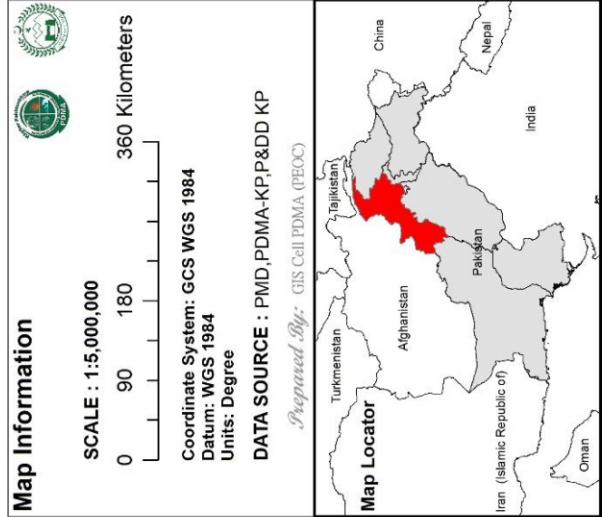 Map Information
PDMA
SCALE : 1:5,000,000
0 90 180 360 Kilometers
Coordinate System: GCS WGS 1984
Datum: WGS 1984
Units: Degree
DATA SOURCE : PMD,PDMA-KP,P&DD KP
Prepared By: GIS Cell PDMA (PEOC)
Map Locator
Turkmenistan
Tajikistan
China
Afghanistan
Pakistan
Nepal
India
Iran (Islamic Republic of)
Oman